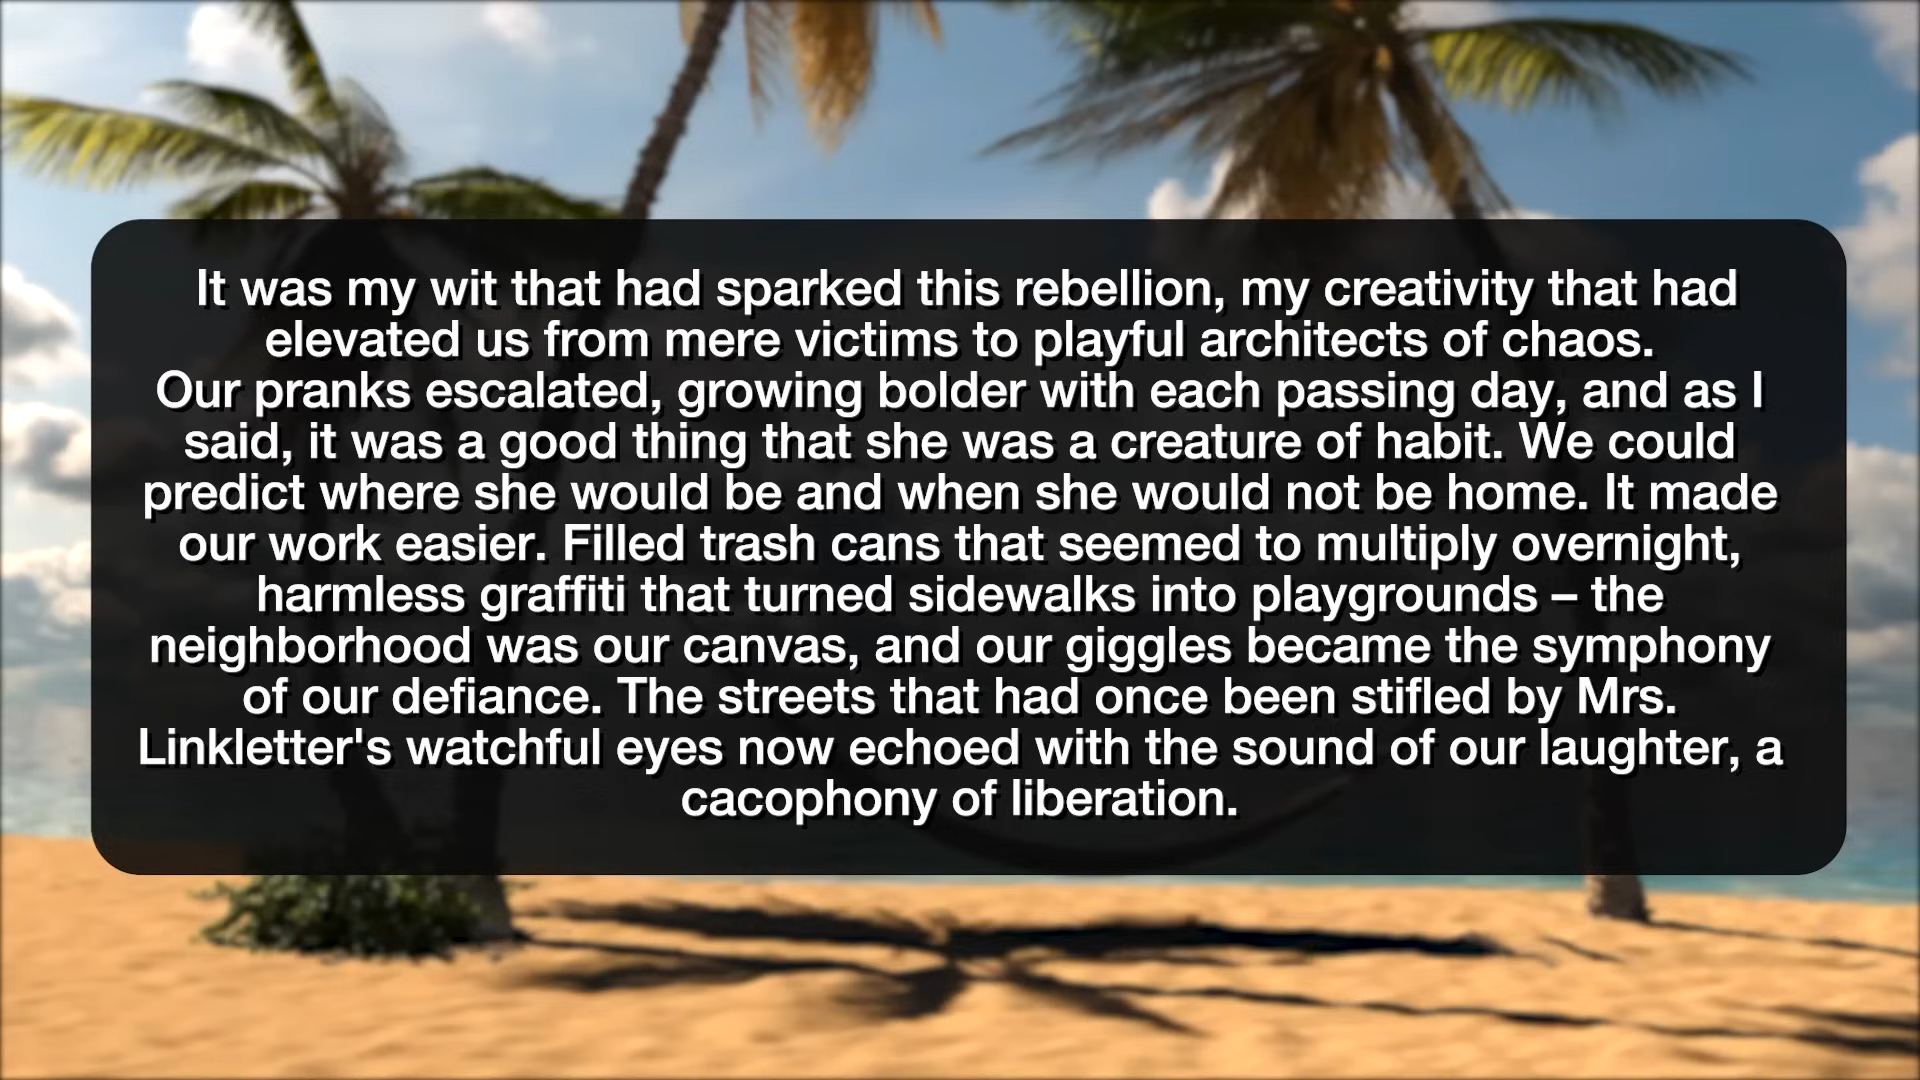 It was my wit that had sparked this rebellion, my creativity that had
elevated us from mere victims to playful architects of chaos.
Our pranks escalated, growing bolder with each passing day, and as I
said, it was a good thing that she was a creature of habit. We could
predict where she would be and when she would not be home. It made
our work easier. Filled trash cans that seemed to multiply overnight,
harmless graffiti that turned sidewalks into playgrounds – the
neighborhood was our canvas, and our giggles became the symphony
of our defiance. The streets that had once been stifled by Mrs.
Linkletter's watchful eyes now echoed with the sound of our laughter, a
cacophony of liberation.